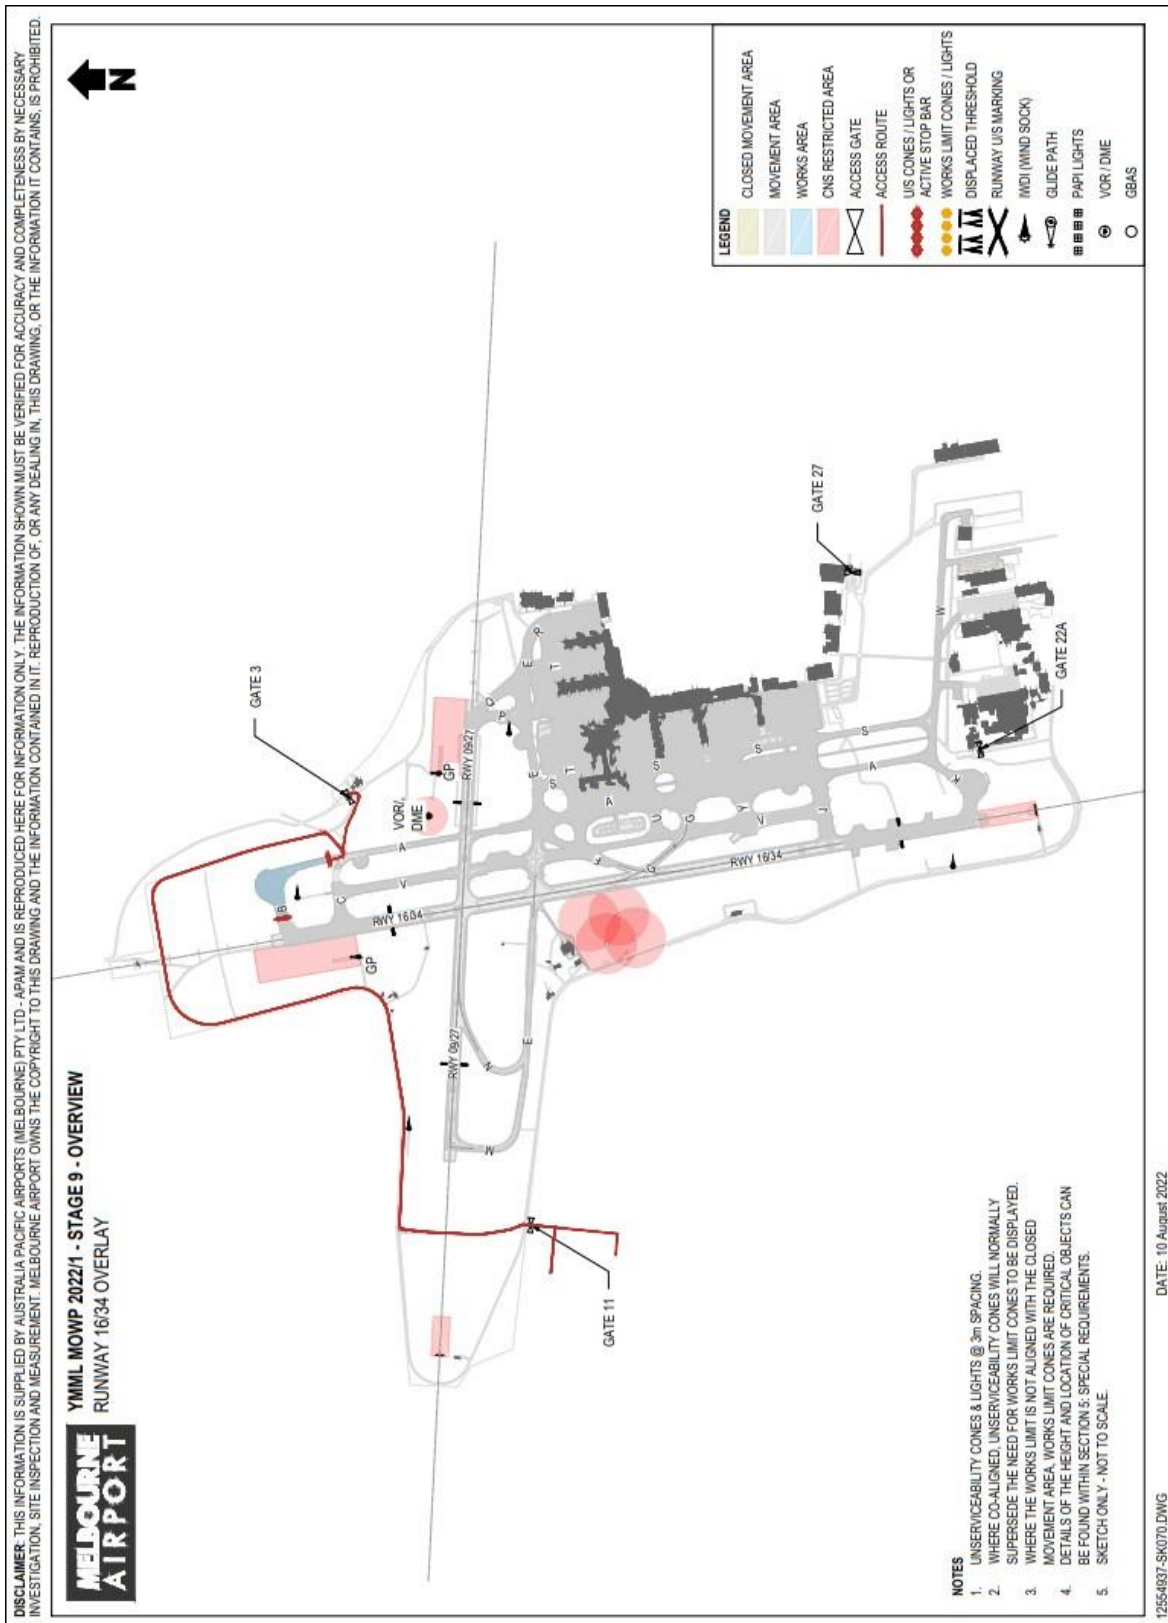 DISCLAIMER: THIS INFORMATION IS SUPPLIED BY AUSTRALIA PACIFIC AIRPORTS (MELBOURNE) PTY LTD - APAM AND IS REPRODUCED HERE FOR INFORMATION ONLY. THE INFORMATION SHOWN MUST BE VERIFIED FOR ACCURACY AND COMPLETENESS BY NECESSARY
INVESTIGATION, SITE INSPECTION AND MEASUREMENT. MELBOURNE AIRPORT OWNS THE COPYRIGHT TO THIS DRAWING AND THE INFORMATION CONTAINED IN IT. REPRODUCTION OF, OR ANY DEALING IN, THIS DRAWING, OR THE INFORMATION IT CONTAINS, IS PROHIBITED.
MELBOURNE
AIRPORT
YMML MOWP 2022/1 - STAGE 9 - OVERVIEW
RUNWAY 16/34 OVERLAY
N
GATE 3
GATE 11
GATE 27
GATE 22A
VOR/
DME
GP
GP
RWY 16/34
RWY 16/34
RWY 09/27
RWY 09/27
B
C
A
V
M
N
E
E
E
S
T
T
P
Q
R
A
U
G
F
G
Y
V
J
S
S
S
A
K
W
LEGEND
CLOSED MOVEMENT AREA
MOVEMENT AREA
WORKS AREA
CNS RESTRICTED AREA
ACCESS GATE
ACCESS ROUTE
U/S CONES / LIGHTS OR
ACTIVE STOP BAR
WORKS LIMIT CONES / LIGHTS
DISPLACED THRESHOLD
RUNWAY U/S MARKING
IWDI (WIND SOCK)
GLIDE PATH
PAPI LIGHTS
VOR / DME
GBAS
NOTES
1. UNSERVICEABILITY CONES & LIGHTS @ 3m SPACING.
2. WHERE CO-ALIGNED, UNSERVICEABILITY CONES WILL NORMALLY
SUPERSEDE THE NEED FOR WORKS LIMIT CONES TO BE DISPLAYED.
3. WHERE THE WORKS LIMIT IS NOT ALIGNED WITH THE CLOSED
MOVEMENT AREA, WORKS LIMIT CONES ARE REQUIRED.
4. DETAILS OF THE HEIGHT AND LOCATION OF CRITICAL OBJECTS CAN
BE FOUND WITHIN SECTION 5: SPECIAL REQUIREMENTS.
5. SKETCH ONLY - NOT TO SCALE.
12554937-SK070.DWG
DATE: 10 August 2022